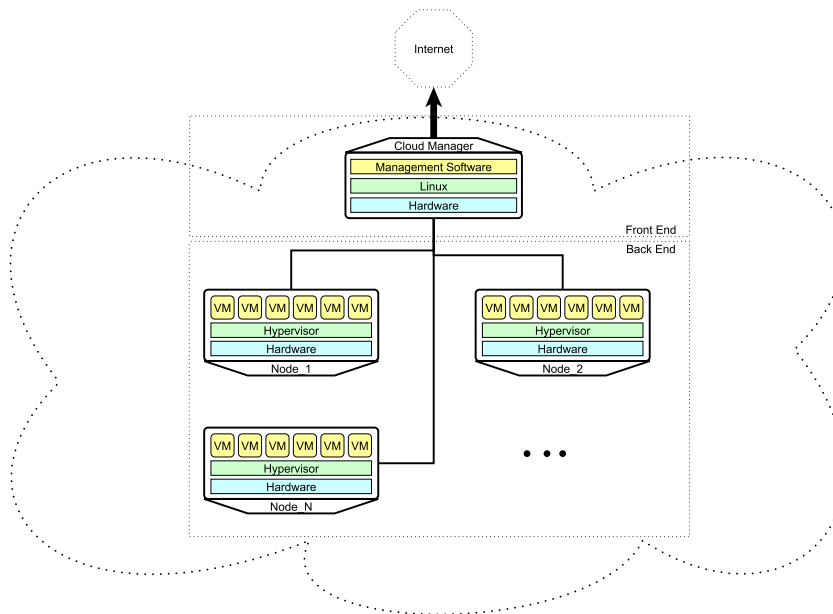 Internet
Cloud Manager
Management Software
Linux
Hardware
Front End
Back End
VM VM VM VM VM VM
Hypervisor
Hardware
Node_1
VM VM VM VM VM VM
Hypervisor
Hardware
Node_2
VM VM VM VM VM VM
Hypervisor
Hardware
Node_N